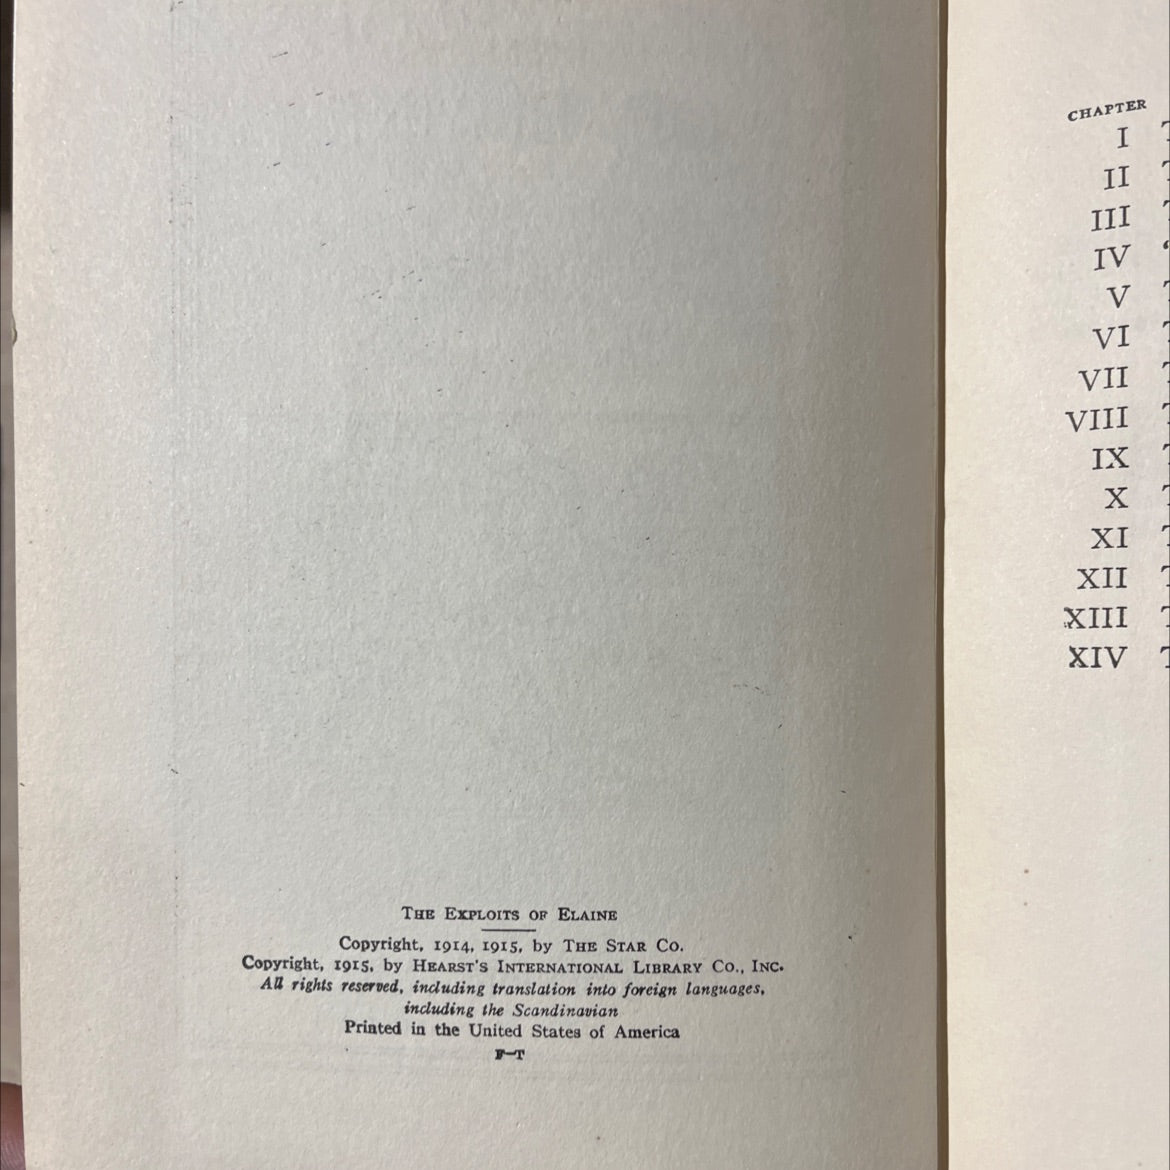 THE EXPLOITS OF ELAINE
Copyright, 1914, 1915, by THE STAR CO.
Copyright, 1915, by HEARST'S INTERNATIONAL LIBRARY CO., INC.
All rights reserved, including translation into foreign languages,
including the Scandinavian
Printed in the United States of America
F—T
CHAPTER
I
II
III
IV
V
VI
VII
VIII
IX
X
XI
XII
XIII
XIV